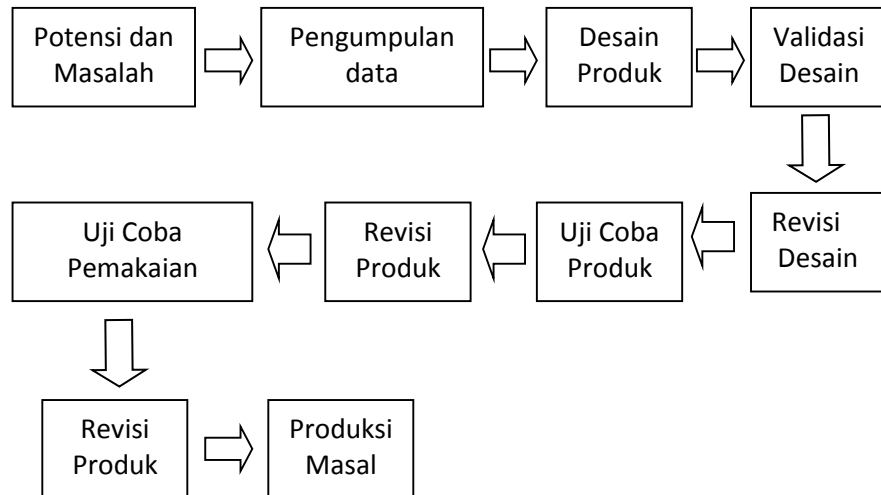 Potensi dan
Masalah
Pengumpulan
data
Desain
Produk
Validasi
Desain
Revisi
Desain
Uji Coba
Produk
Revisi
Produk
Uji Coba
Pemakaian
Revisi
Produk
Produksi
Masal